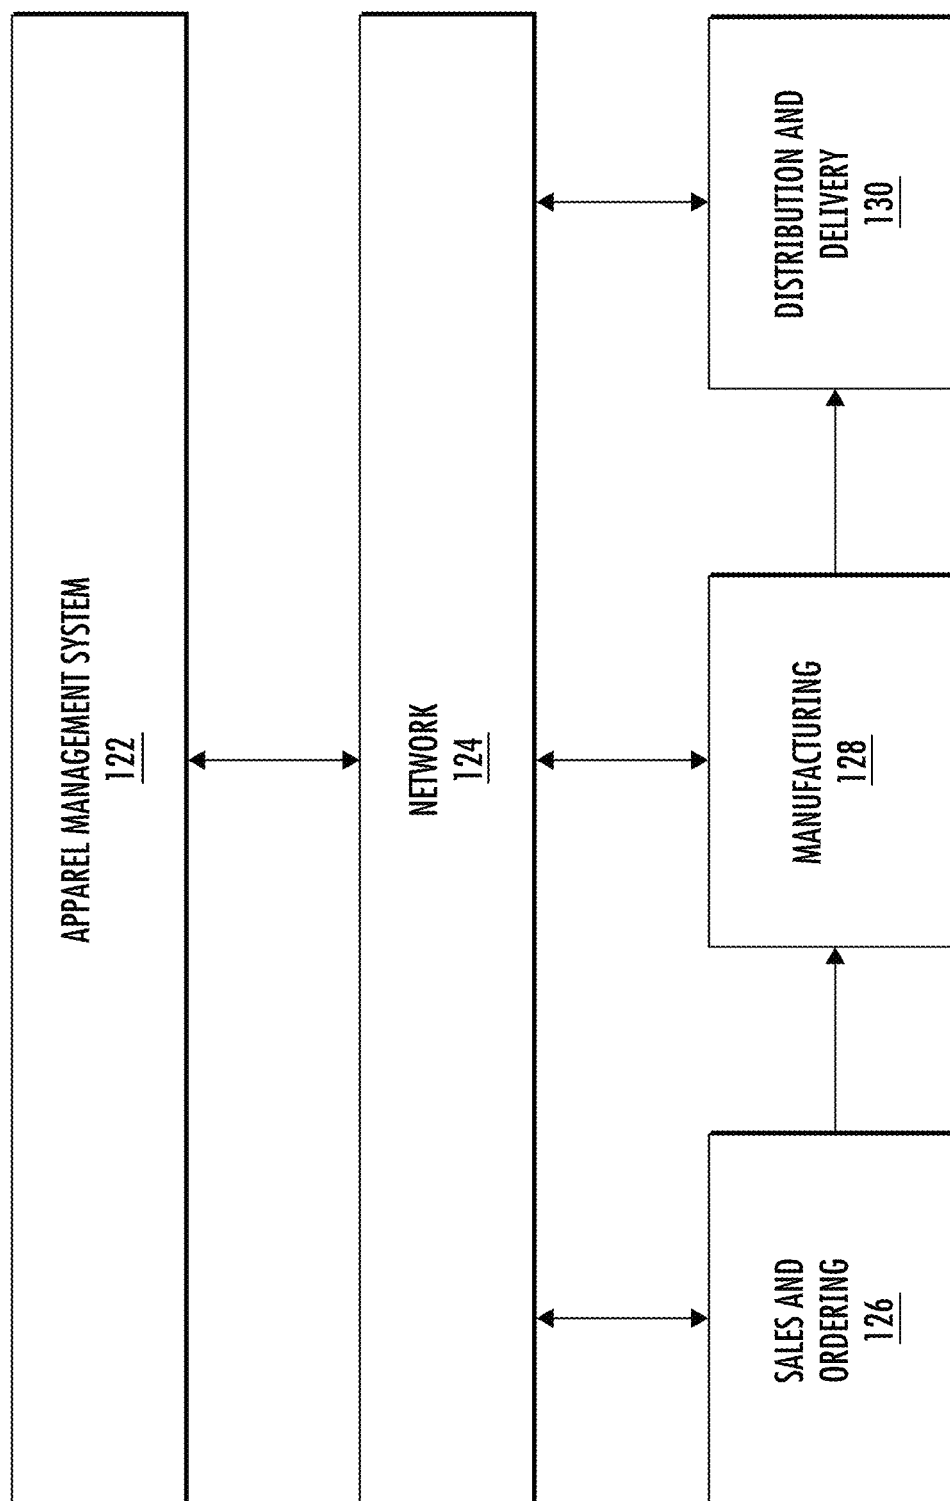 APPAREL MANAGEMENT SYSTEM
122
NETWORK
124
SALES AND
ORDERING
126
MANUFACTURING
128
DISTRIBUTION AND
DELIVERY
130